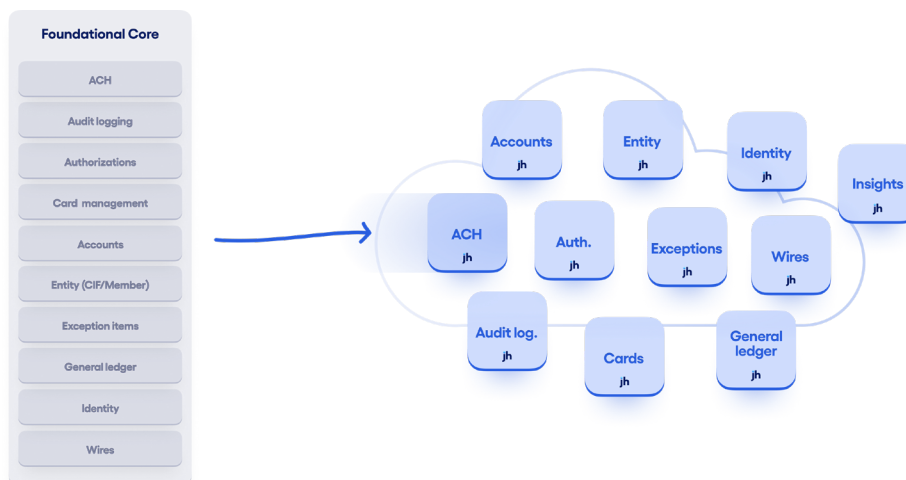 Foundational Core
ACH
Audit logging
Authorizations
Card management
Accounts
Entity (CIF/Member)
Exception items
General ledger
Identity
Wires
Accounts
jh
Entity
jh
Identity
jh
Insights
jh
ACH
jh
Auth.
jh
Exceptions
jh
Wires
jh
Audit log.
jh
Cards
jh
General
ledger
jh